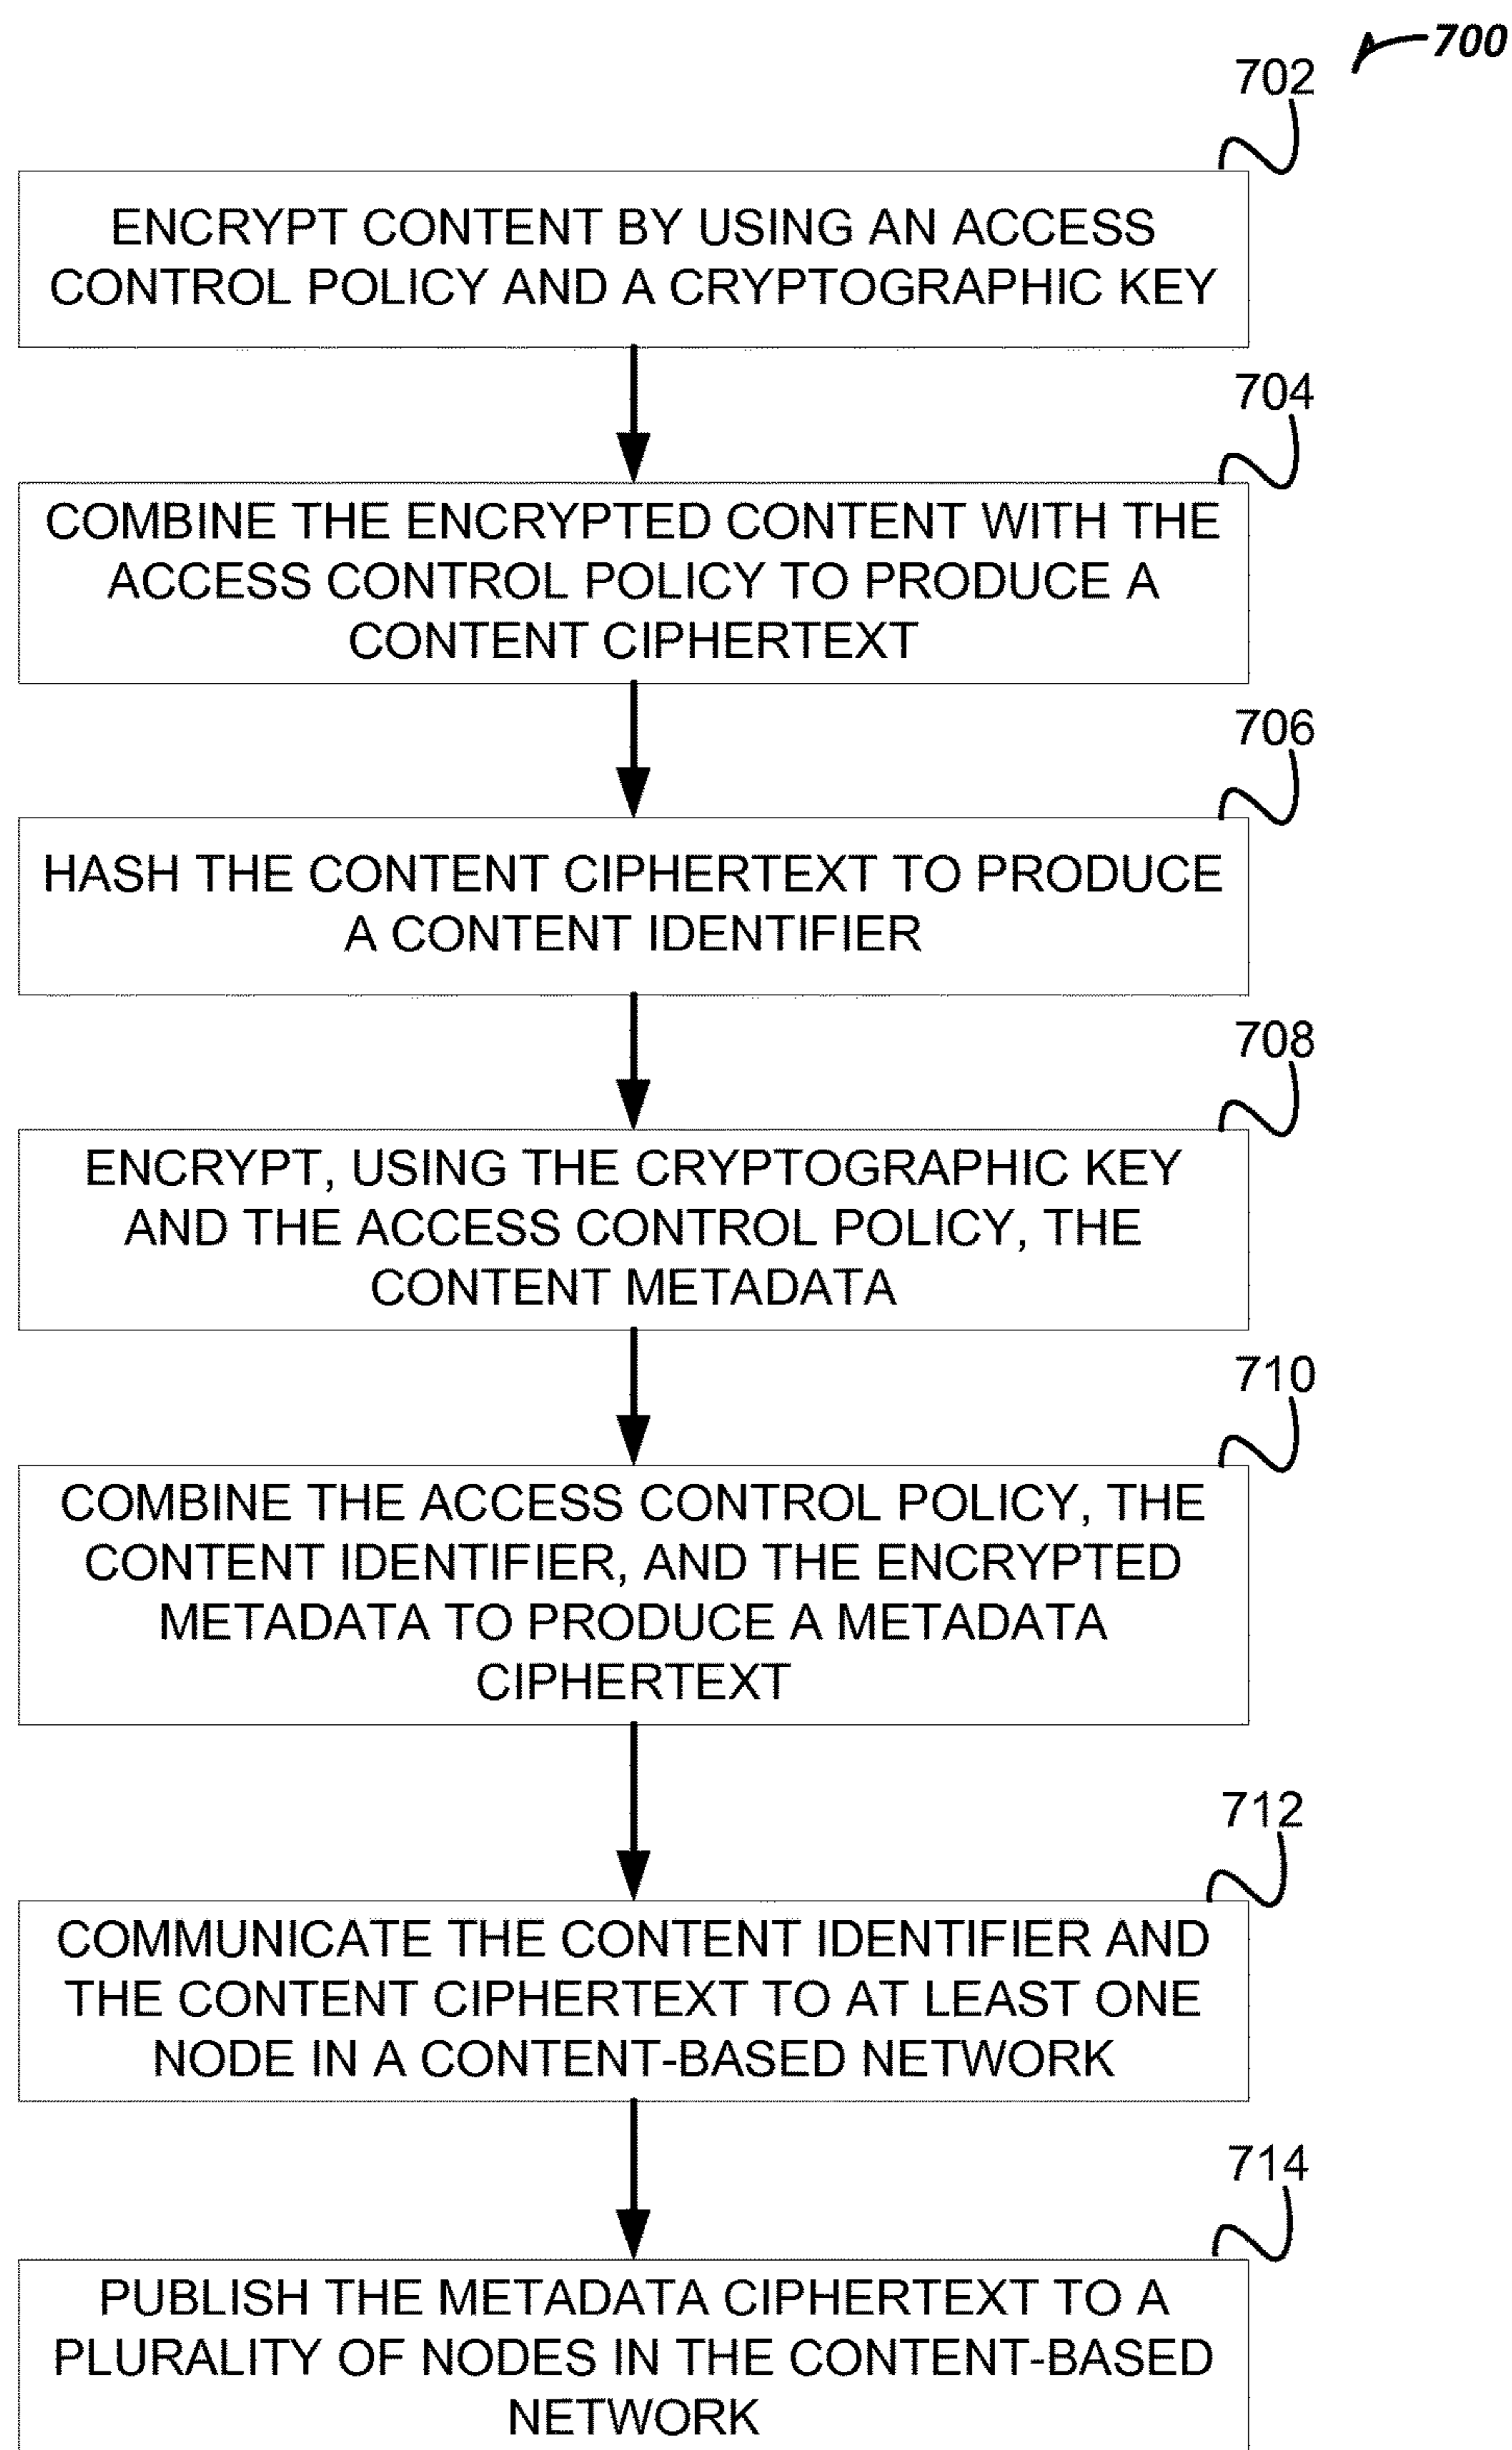 700
702
ENCRYPT CONTENT BY USING AN ACCESS
CONTROL POLICY AND A CRYPTOGRAPHIC KEY
704
COMBINE THE ENCRYPTED CONTENT WITH THE
ACCESS CONTROL POLICY TO PRODUCE A
CONTENT CIPHERTEXT
706
HASH THE CONTENT CIPHERTEXT TO PRODUCE
A CONTENT IDENTIFIER
708
ENCRYPT, USING THE CRYPTOGRAPHIC KEY
AND THE ACCESS CONTROL POLICY, THE
CONTENT METADATA
710
COMBINE THE ACCESS CONTROL POLICY, THE
CONTENT IDENTIFIER, AND THE ENCRYPTED
METADATA TO PRODUCE A METADATA
CIPHERTEXT
712
COMMUNICATE THE CONTENT IDENTIFIER AND
THE CONTENT CIPHERTEXT TO AT LEAST ONE
NODE IN A CONTENT-BASED NETWORK
714
PUBLISH THE METADATA CIPHERTEXT TO A
PLURALITY OF NODES IN THE CONTENT-BASED
NETWORK